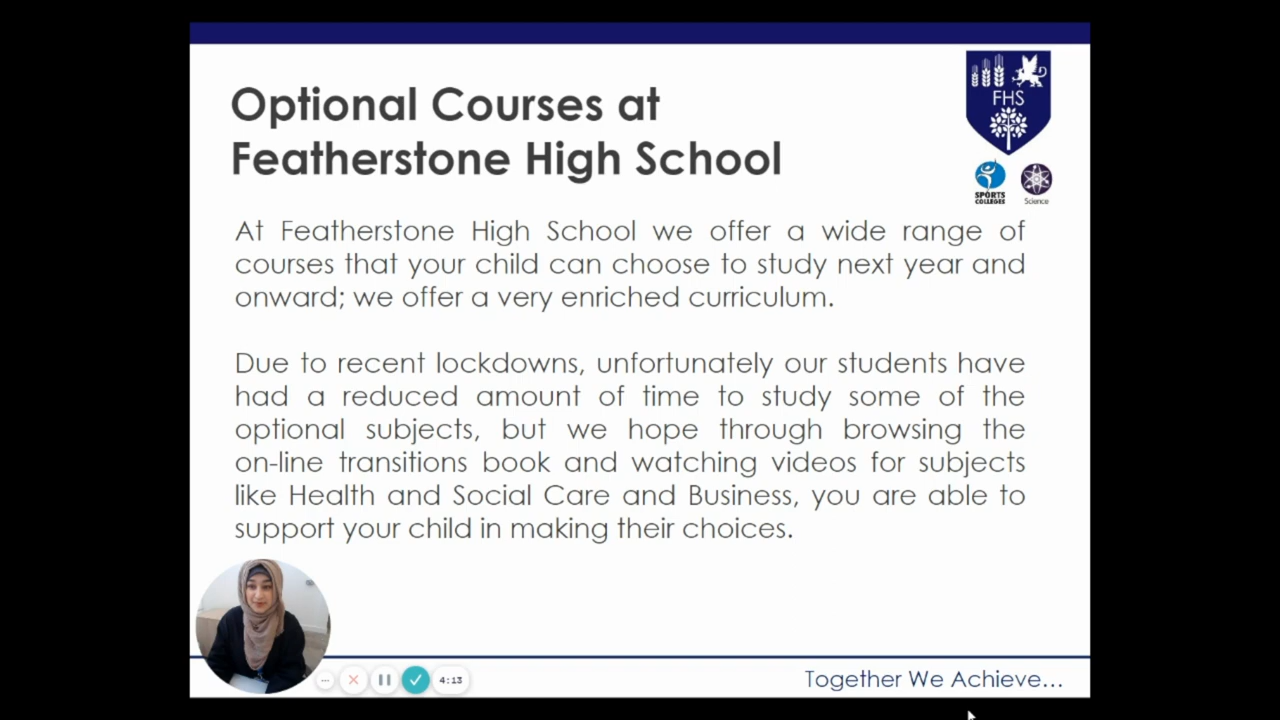 Optional Courses at
Featherstone High School
FHS
SPORTS
COLLEGES
Science
At Featherstone High School we offer a wide range of
courses that your child can choose to study next year and
onward; we offer a very enriched curriculum.
Due to recent lockdowns, unfortunately our students have
had a reduced amount of time to study some of the
optional subjects, but we hope through browsing the
on-line transitions book and watching videos for subjects
like Health and Social Care and Business, you are able to
support your child in making their choices.
4:13
Together We Achieve...